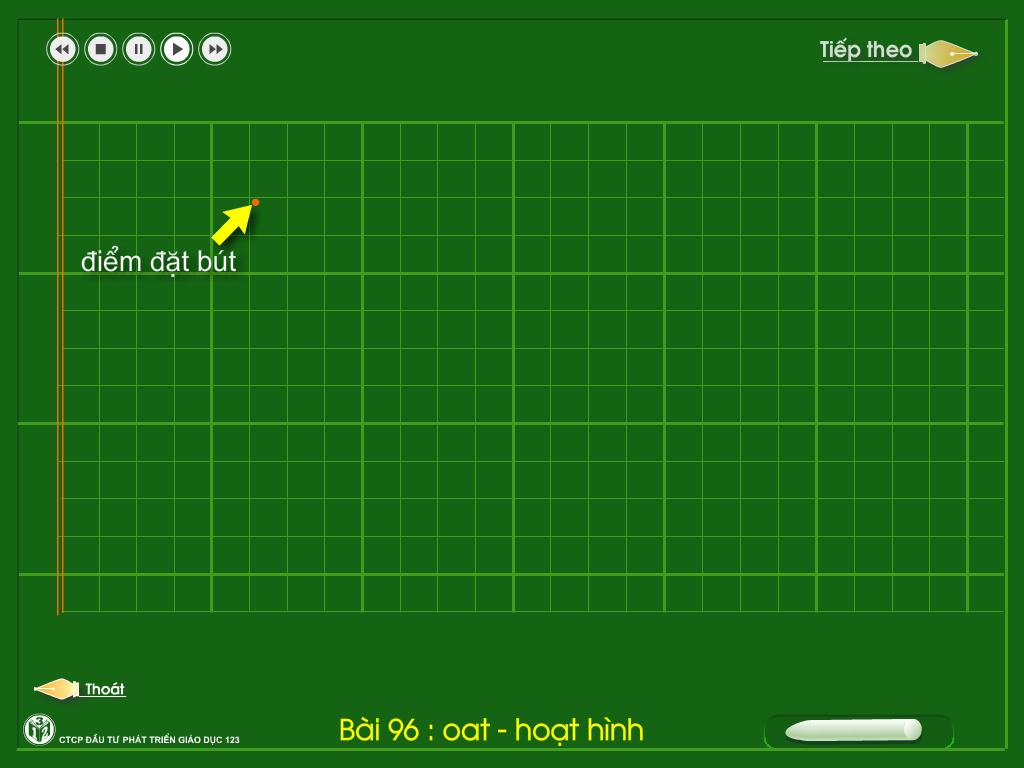 Tiếp theo
điểm đặt bút
Thoát
CTCP ĐẦU TƯ PHÁT TRIỂN GIÁO DỤC 123
Bài 96 : oat - hoạt hình